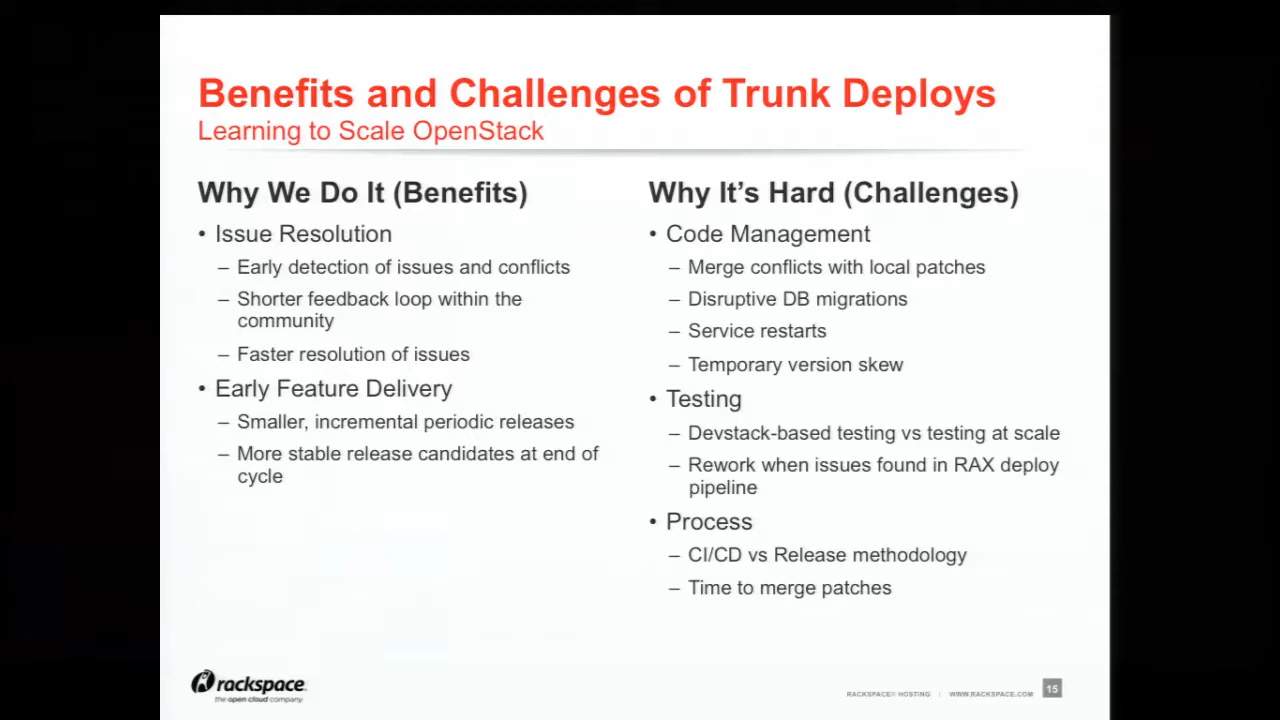 Benefits and Challenges of Trunk Deploys
Learning to Scale OpenStack
Why We Do It (Benefits)
• Issue Resolution
– Early detection of issues and conflicts
– Shorter feedback loop within the
community
– Faster resolution of issues
• Early Feature Delivery
– Smaller, incremental periodic releases
– More stable release candidates at end of
cycle
Why It's Hard (Challenges)
• Code Management
– Merge conflicts with local patches
– Disruptive DB migrations
– Service restarts
– Temporary version skew
• Testing
– Devstack-based testing vs testing at scale
– Rework when issues found in RAX deploy
pipeline
• Process
– CI/CD vs Release methodology
– Time to merge patches
rackspace
the open cloud company
RACKSPACE® HOSTING | WWW.RACKSPACE.COM
15